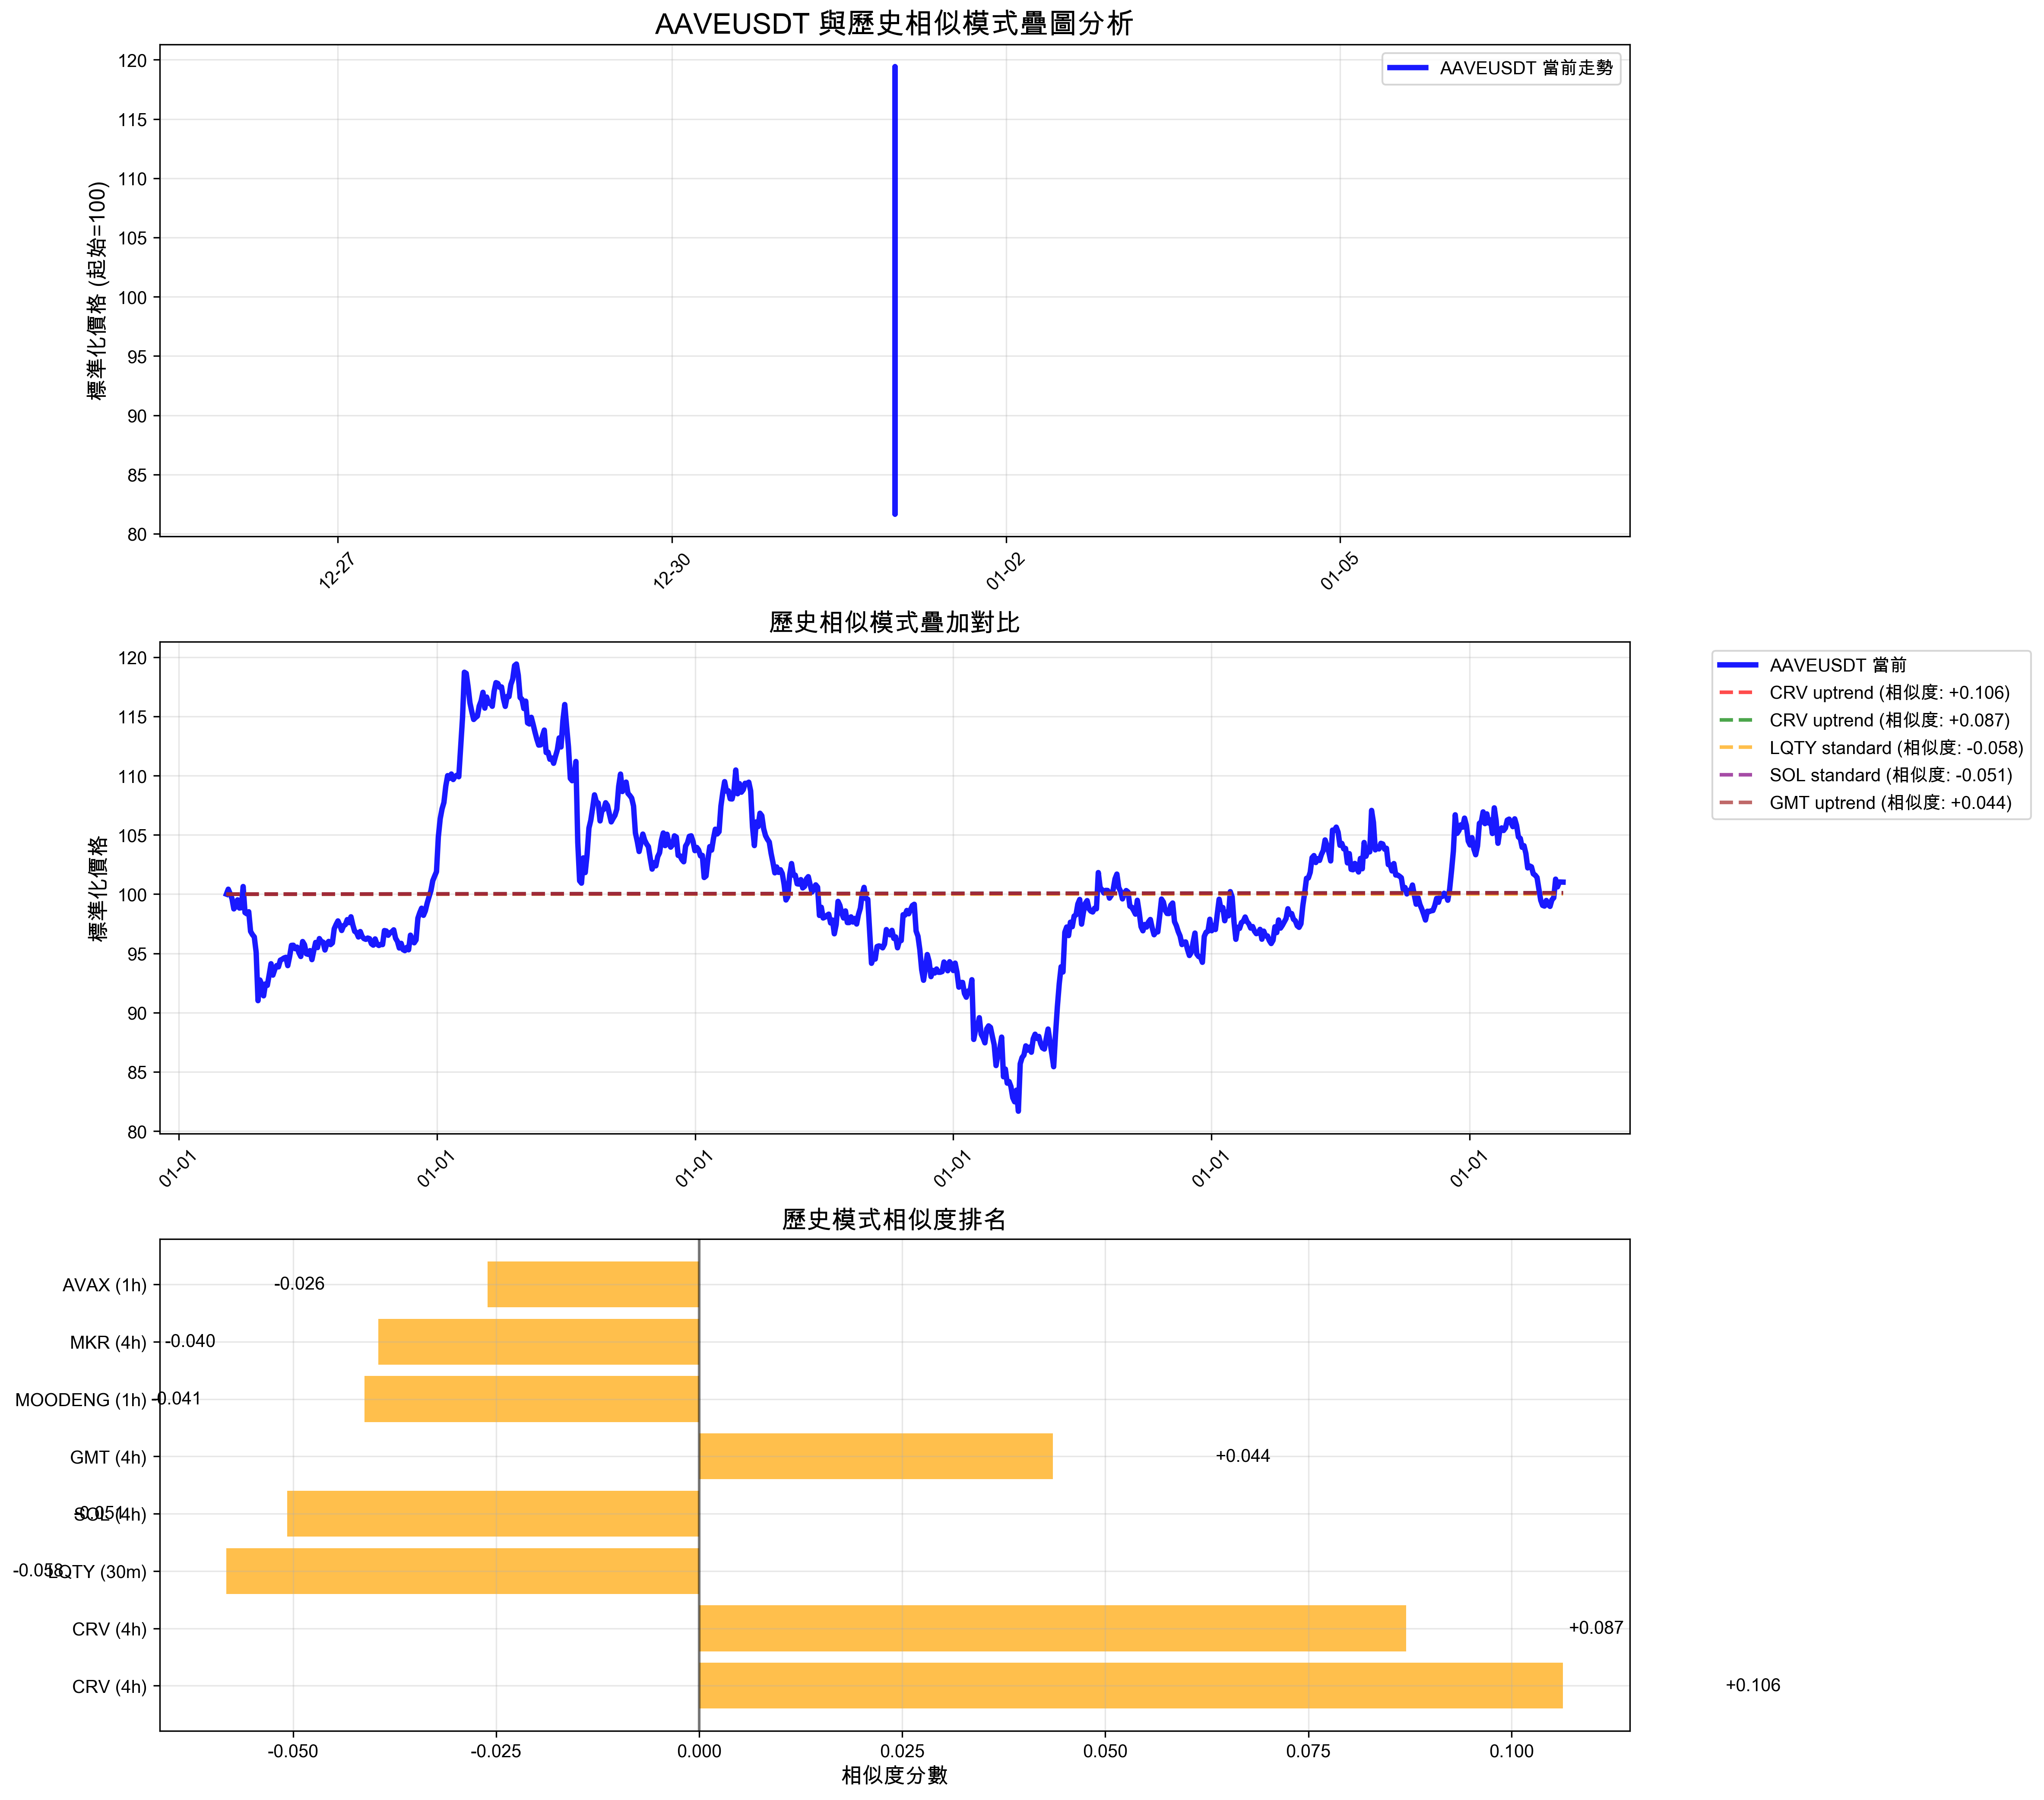 AAVEUSDT 與歷史相似模式疊圖分析
AAVEUSDT 當前走勢
標準化價格 (起始=100)
120
115
110
105
100
95
90
85
80
12-27
12-30
01-02
01-05
歷史相似模式疊加對比
AAVEUSDT 當前
CRV uptrend (相似度: +0.106)
CRV uptrend (相似度: +0.087)
LQTY standard (相似度: -0.058)
SOL standard (相似度: -0.051)
GMT uptrend (相似度: +0.044)
標準化價格
120
115
110
105
100
95
90
85
80
01-01
01-01
01-01
01-01
01-01
01-01
歷史模式相似度排名
AVAX (1h)
-0.026
MKR (4h)
-0.040
MOODENG (1h)
-0.041
GMT (4h)
+0.044
SOL (4h)
-0.051
LQTY (30m)
-0.058
CRV (4h)
+0.087
CRV (4h)
+0.106
-0.050
-0.025
0.000
0.025
0.050
0.075
0.100
相似度分數